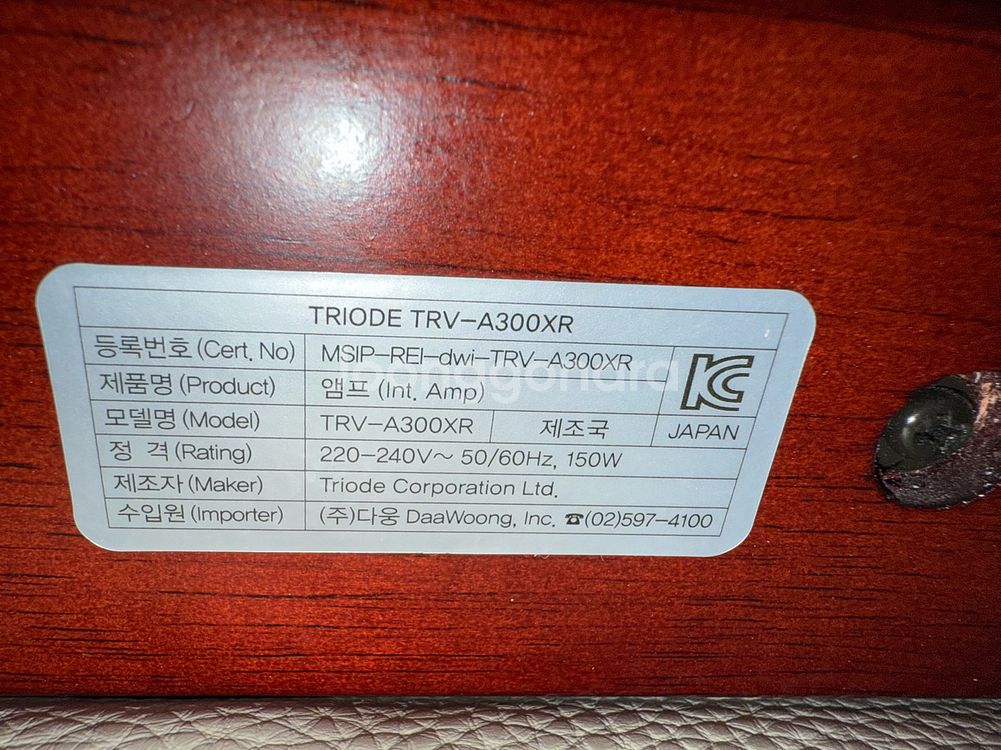 TRIODE TRV-A300XR
등록번호 (Cert. No) MSIP-REI-dwi-TRV-A300XR
제품명 (Product) 앰프 (Int. Amp)
모델명 (Model) TRV-A300XR 제조국 JAPAN
정 격 (Rating) 220-240V~ 50/60Hz, 150W
제조자 (Maker) Triode Corporation Ltd.
수입원 (Importer) (주)다웅 DaaWoong, Inc. ☎(02)597-4100